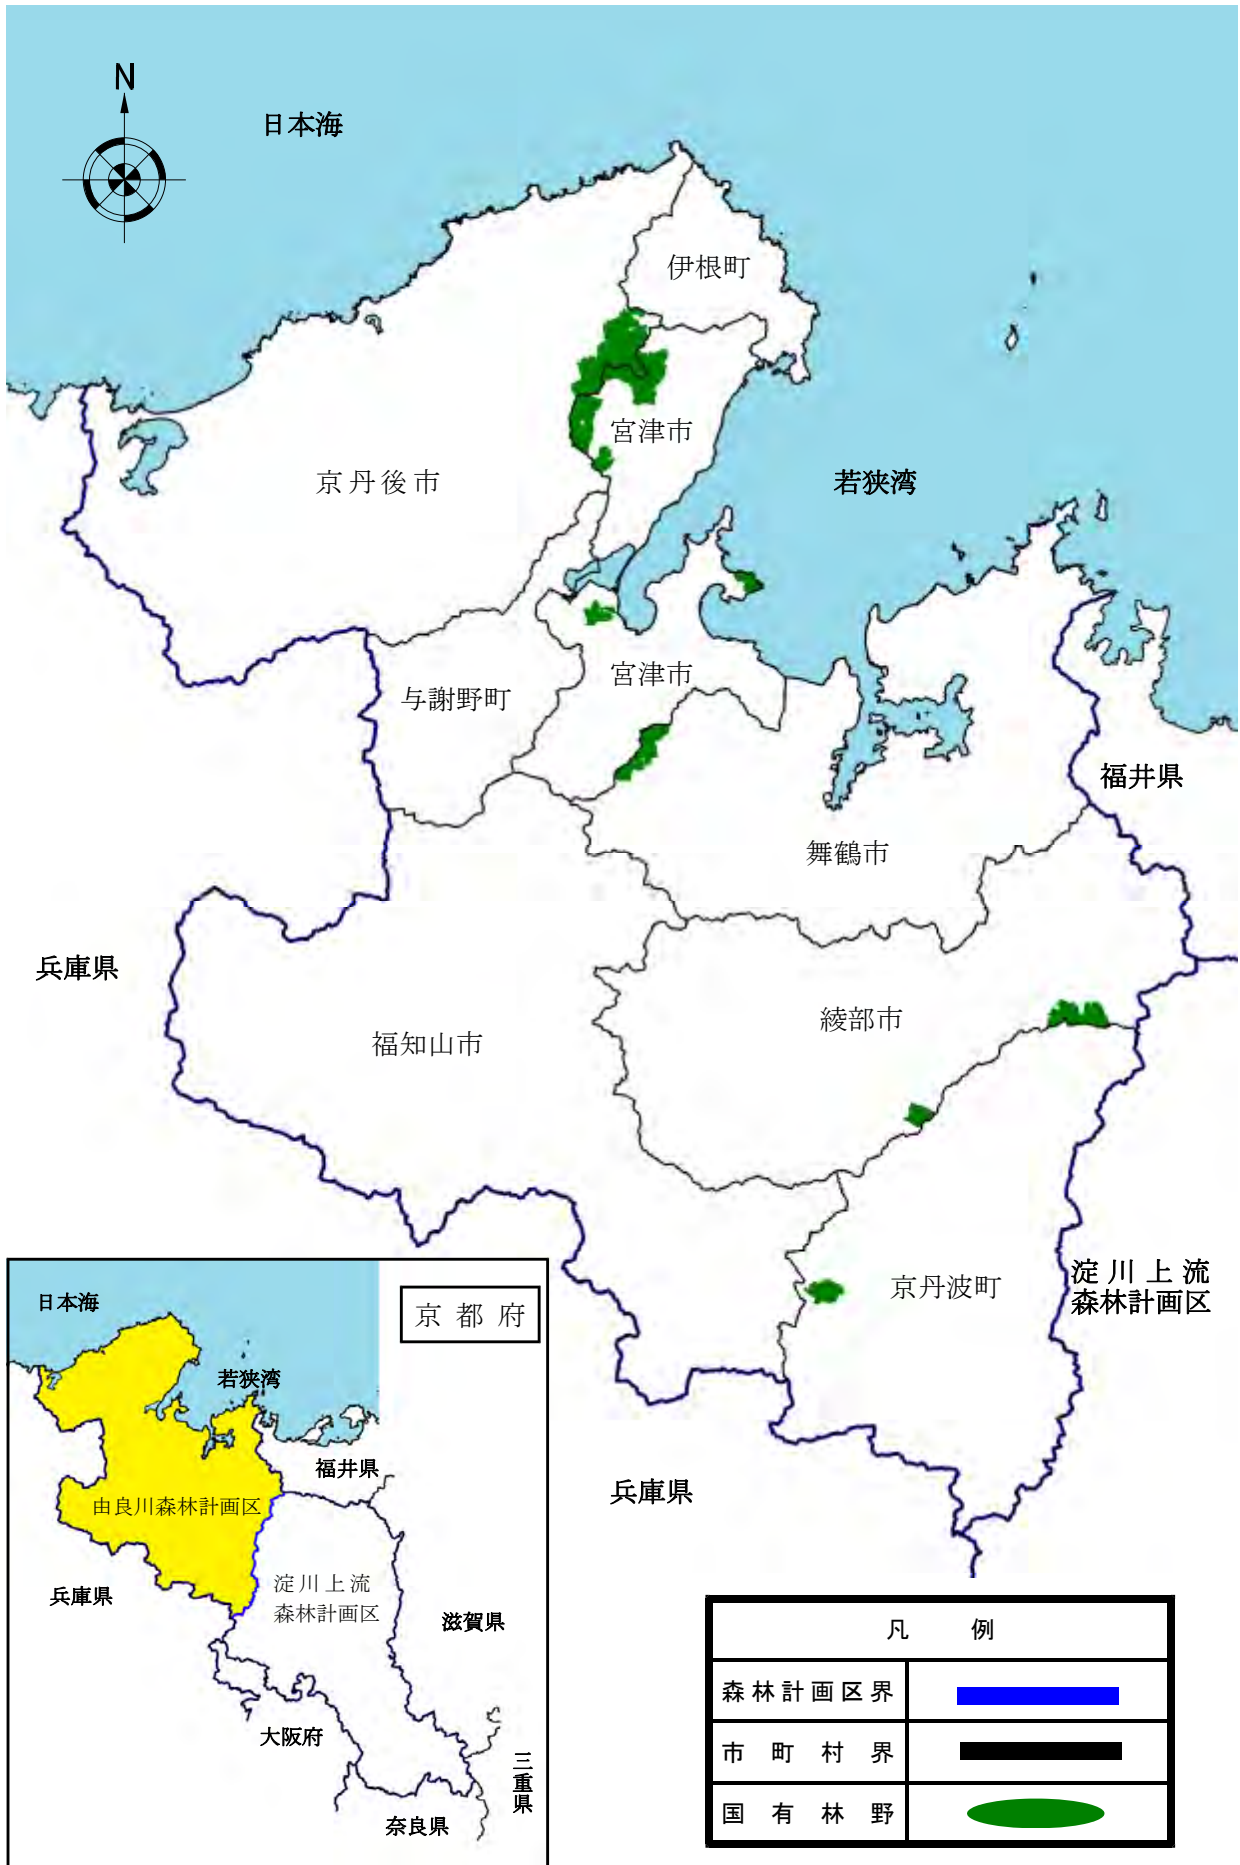 N
日本海
伊根町
宮津市
京丹後市
若狭湾
宮津市
与謝野町
福井県
舞鶴市
兵庫県
綾部市
福知山市
京丹波町
淀川上流
森林計画区
兵庫県
京都府
日本海
若狭湾
福井県
由良川森林計画区
兵庫県
淀川上流
森林計画区
滋賀県
大阪府
三重県
奈良県
凡例
森林計画区界
市町村界
国有林野